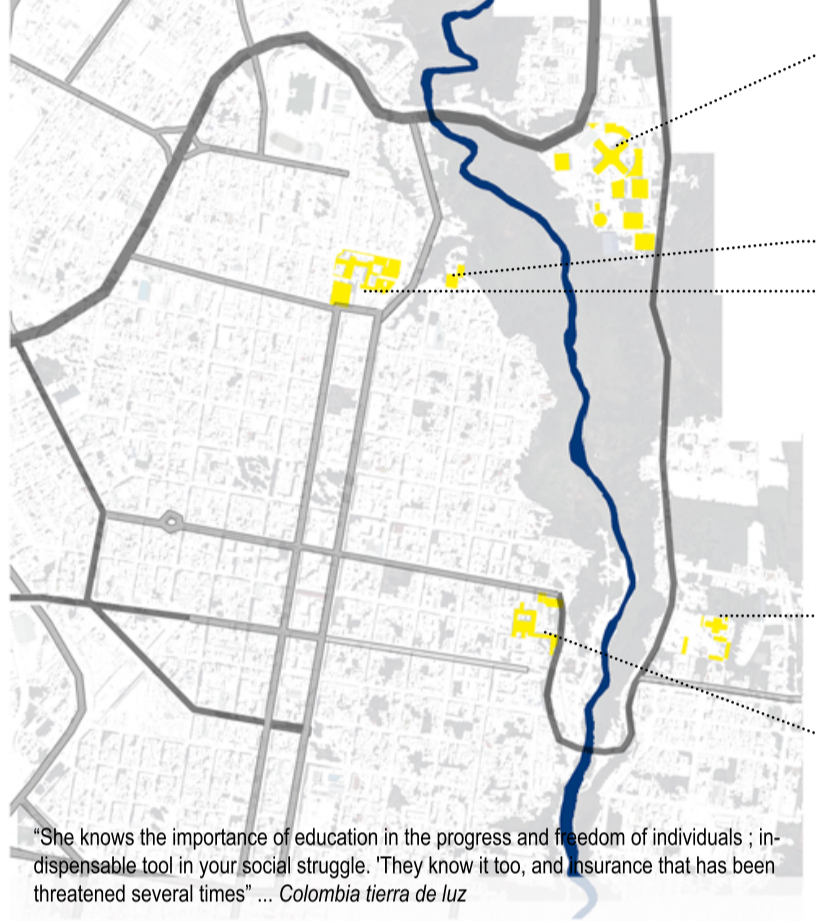 “She knows the importance of education in the progress and freedom of individuals ; in-
dispensable tool in your social struggle. 'They know it too, and insurance that has been
threatened several times” ... Colombia tierra de luz